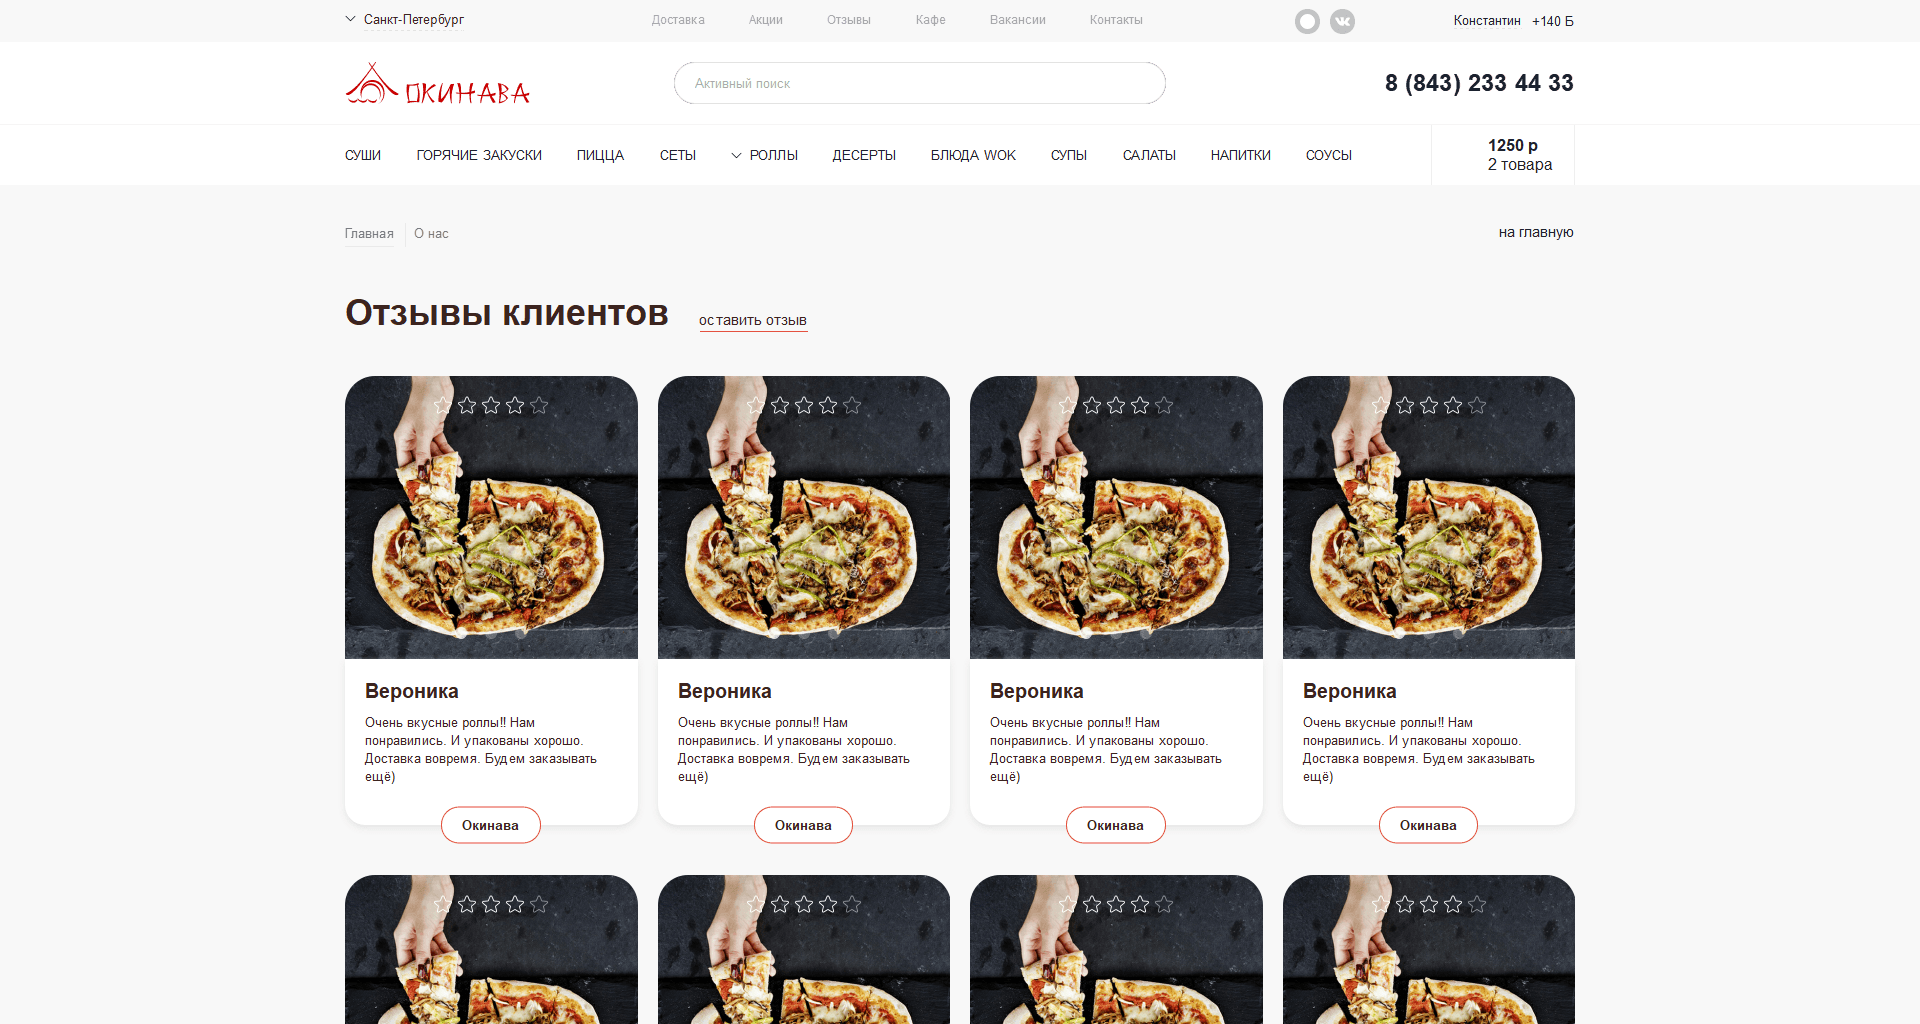 Санкт-Петербург
Доставка
Акции
Отзывы
Кафе
Вакансии
Контакты
Константин +140 Б
ОКИНАВА
Активный поиск
8 (843) 233 44 33
СУШИ
ГОРЯЧИЕ ЗАКУСКИ
ПИЦЦА
СЕТЫ
РОЛЛЫ
ДЕСЕРТЫ
БЛЮДА WOK
СУПЫ
САЛАТЫ
НАПИТКИ
СОУСЫ
1250 р
2 товара
Главная
О нас
на главную
Отзывы клиентов
оставить отзыв
Вероника
Очень вкусные роллы!! Нам
понравились. И упакованы хорошо.
Доставка вовремя. Будем заказывать
ещё)
Окинава
Вероника
Очень вкусные роллы!! Нам
понравились. И упакованы хорошо.
Доставка вовремя. Будем заказывать
ещё)
Окинава
Вероника
Очень вкусные роллы!! Нам
понравились. И упакованы хорошо.
Доставка вовремя. Будем заказывать
ещё)
Окинава
Вероника
Очень вкусные роллы!! Нам
понравились. И упакованы хорошо.
Доставка вовремя. Будем заказывать
ещё)
Окинава